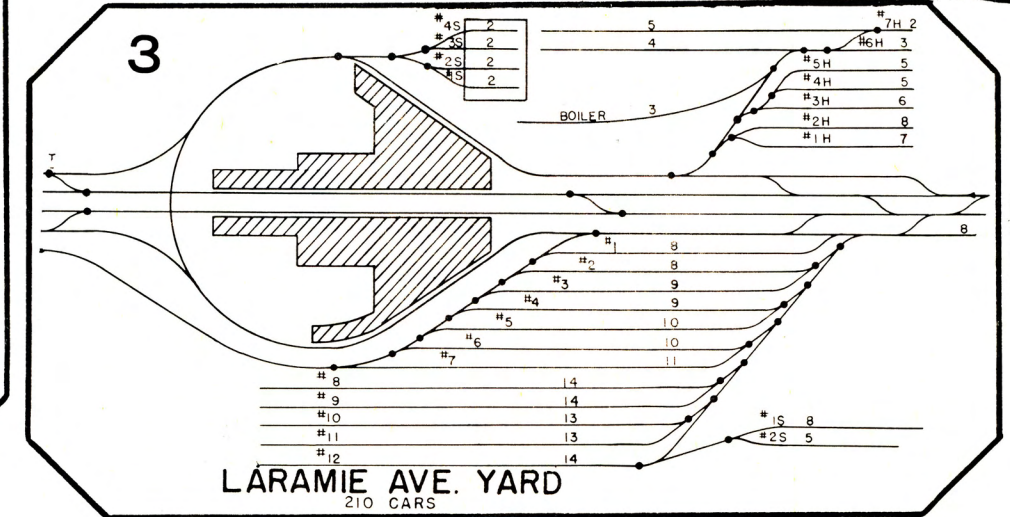 3
#4S 2
#3S 2
#2S 2
#1S 2
5
4
BOILER 3
#7H 2
#6H 3
#5H 5
#4H 5
#3H 6
#2H 8
#1H 7
T
8
#1 8
#2 8
#3 9
#4 9
#5 10
#6 10
#7 11
#8 14
#9 14
#10 13
#11 13
#12 14
#1S 8
#2S 5
LARAMIE AVE. YARD
210 CARS